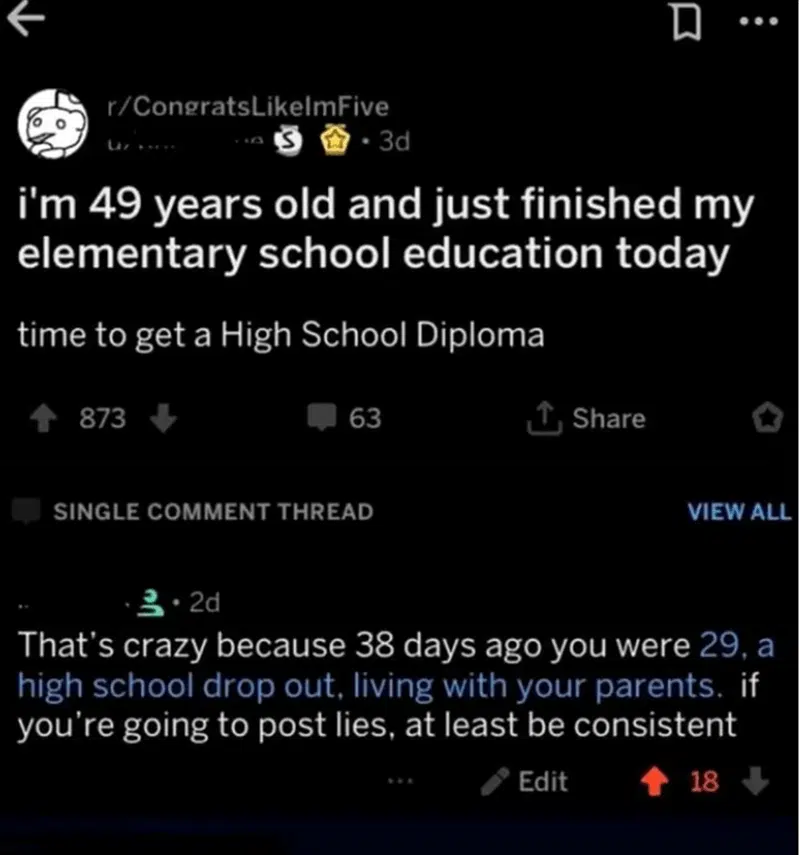 r/CongratsLikeImFive
3d
i'm 49 years old and just finished my
elementary school education today
time to get a High School Diploma
873 63 Share
SINGLE COMMENT THREAD VIEW ALL
2d
That's crazy because 38 days ago you were 29, a
high school drop out, living with your parents. if
you're going to post lies, at least be consistent
Edit 18